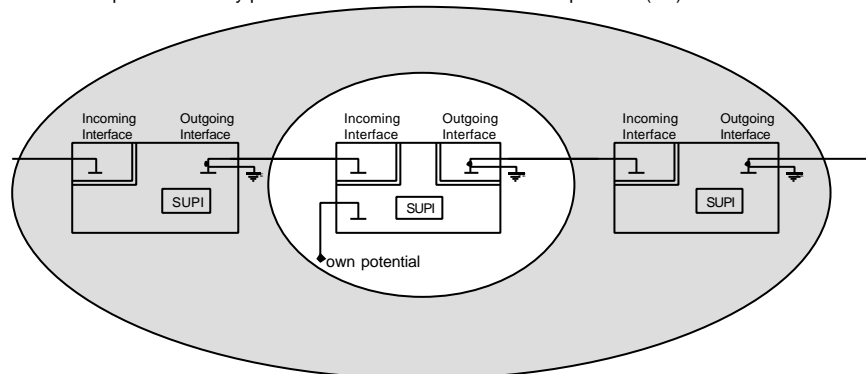 Incoming
Interface
Outgoing
Interface
SUPI
Incoming
Interface
Outgoing
Interface
SUPI
own potential
Incoming
Interface
Outgoing
Interface
SUPI